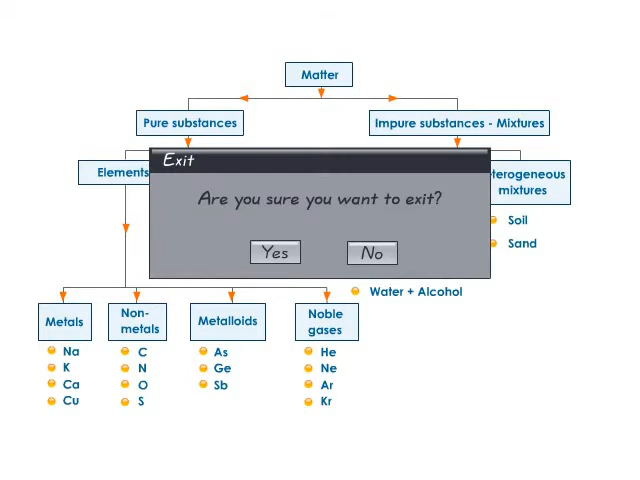 Matter
Pure substances
Impure substances - Mixtures
Exit
Are you sure you want to exit?
Yes
No
Elements
terogeneous
mixtures
Soil
Sand
Water + Alcohol
Metals
Non-
metals
Metalloids
Noble
gases
Na
K
Ca
Cu
C
N
O
S
As
Ge
Sb
He
Ne
Ar
Kr